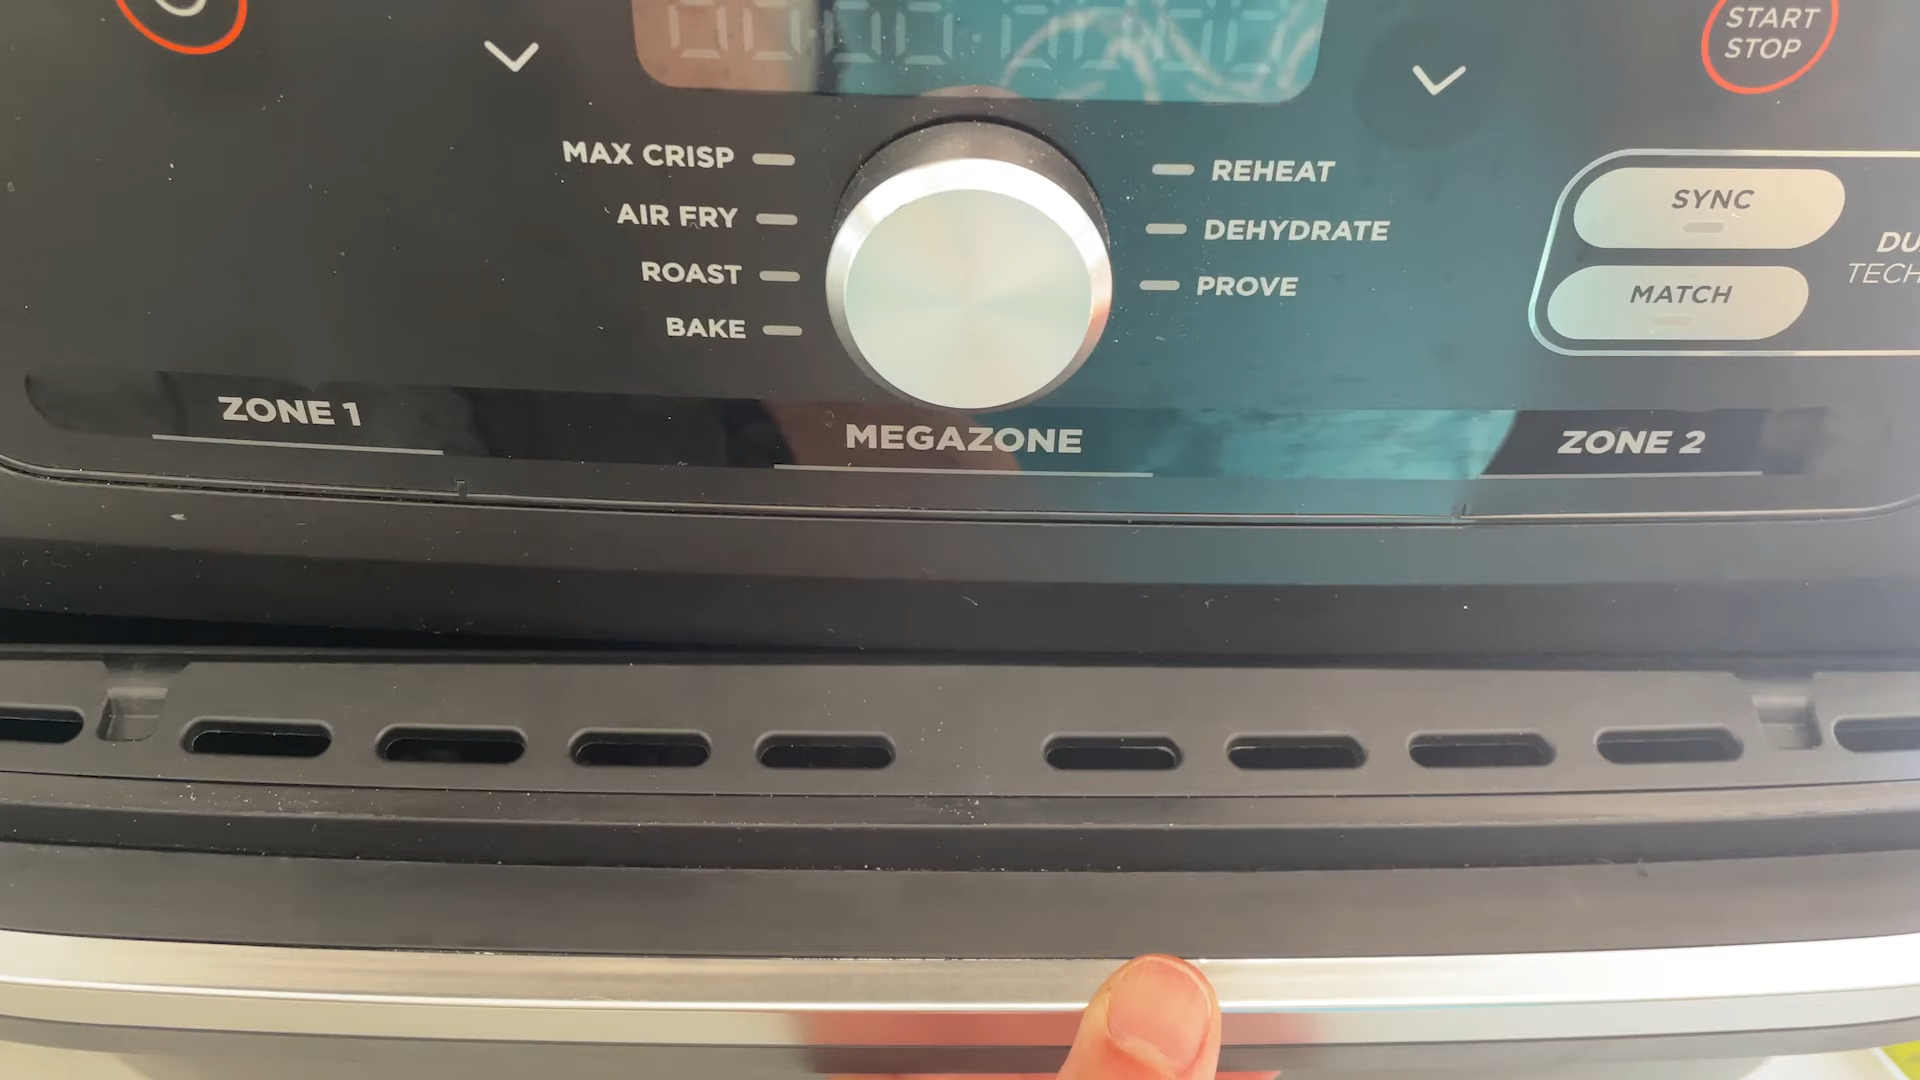 START
STOP
MAX CRISP
AIR FRY
ROAST
BAKE
REHEAT
DEHYDRATE
PROVE
SYNC
MATCH
ZONE 1
MEGAZONE
ZONE 2